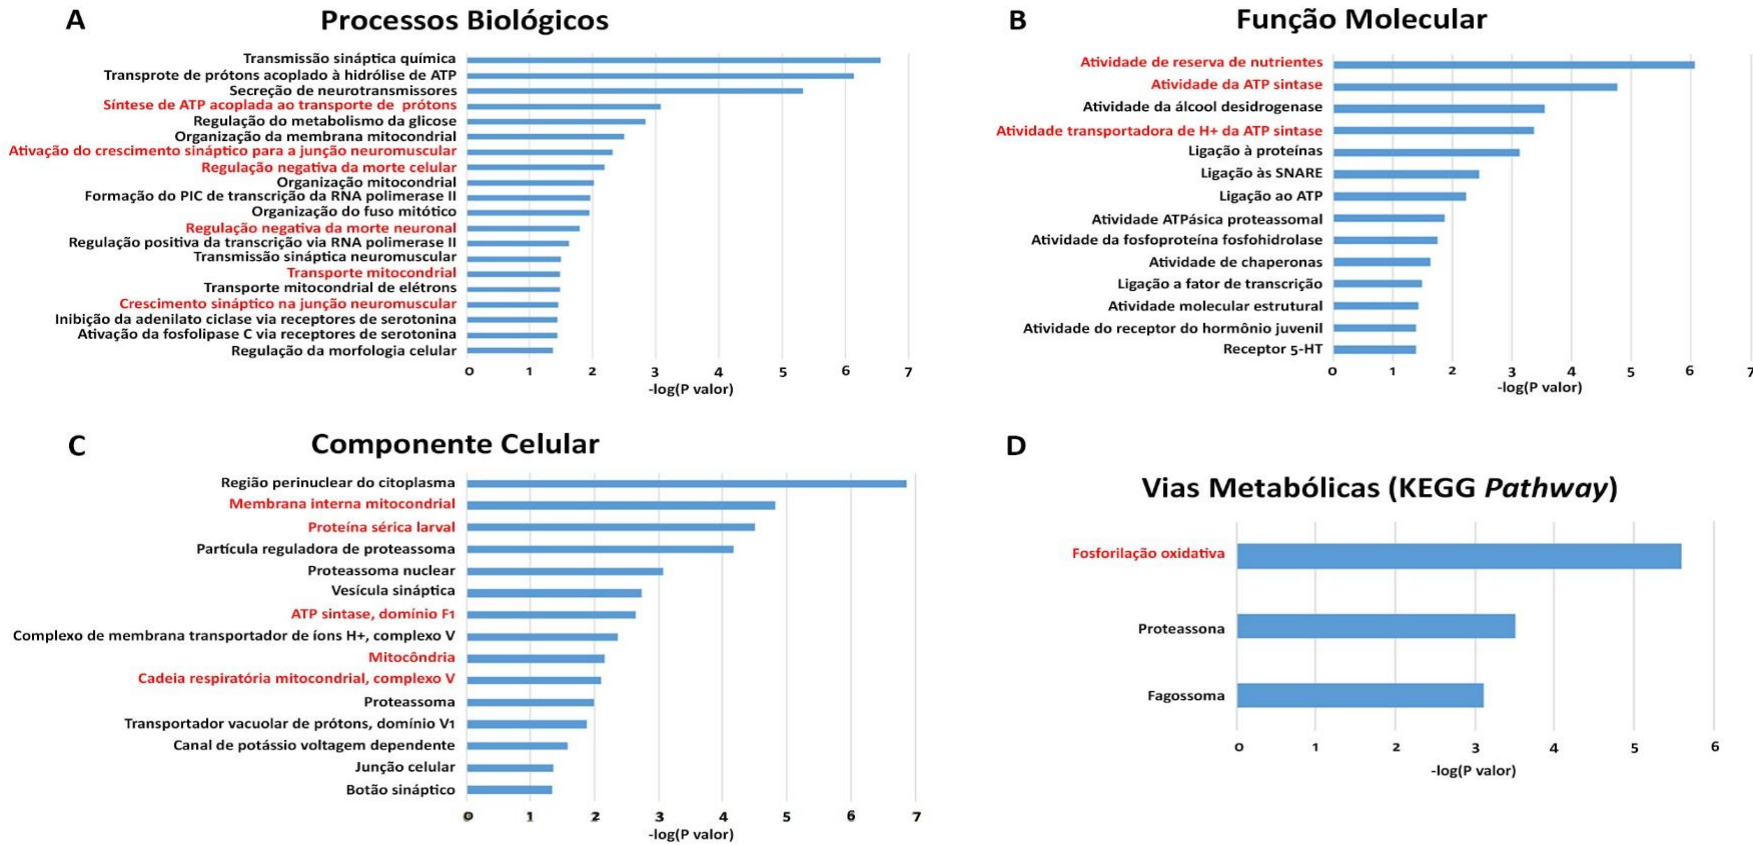 A
Processos Biológicos
Transmissão sináptica química
Transprote de prótons acoplado à hidrólise de ATP
Secreção de neurotransmissores
Síntese de ATP acoplada ao transporte de prótons
Regulação do metabolismo da glicose
Organização da membrana mitocondrial
Ativação do crescimento sináptico para a junção neuromuscular
Regulação negativa da morte celular
Organização mitocondrial
Formação do PIC de transcrição da RNA polimerase II
Organização do fuso mitótico
Regulação negativa da morte neuronal
Regulação positiva da transcrição via RNA polimerase II
Transmissão sináptica neuromuscular
Transporte mitocondrial
Transporte mitocondrial de elétrons
Crescimento sináptico na junção neuromuscular
Inibição da adenilato ciclase via receptores de serotonina
Ativação da fosfolipase C via receptores de serotonina
Regulação da morfologia celular
0 1 2 3 4 5 6 7
-log(P valor)
B
Função Molecular
Atividade de reserva de nutrientes
Atividade da ATP sintase
Atividade da álcool desidrogenase
Atividade transportadora de H+ da ATP sintase
Ligação à proteínas
Ligação às SNARE
Ligação ao ATP
Atividade ATPásica proteassomal
Atividade da fosfoproteína fosfohidrolase
Atividade de chaperonas
Ligação a fator de transcrição
Atividade molecular estrutural
Atividade do receptor do hormônio juvenil
Receptor 5-HT
0 1 2 3 4 5 6 7
-log(P valor)
C
Componente Celular
Região perinuclear do citoplasma
Membrana interna mitocondrial
Proteína sérica larval
Partícula reguladora de proteassoma
Proteassoma nuclear
Vesícula sináptica
ATP sintase, domínio F1
Complexo de membrana transportador de íons H+, complexo V
Mitocôndria
Cadeia respiratória mitocondrial, complexo V
Proteassoma
Transportador vacuolar de prótons, domínio V1
Canal de potássio voltagem dependente
Junção celular
Botão sináptico
0 1 2 3 4 5 6 7
-log(P valor)
D
Vias Metabólicas (KEGG Pathway)
Fosforilação oxidativa
Proteassona
Fagossoma
0 1 2 3 4 5 6
-log(P valor)